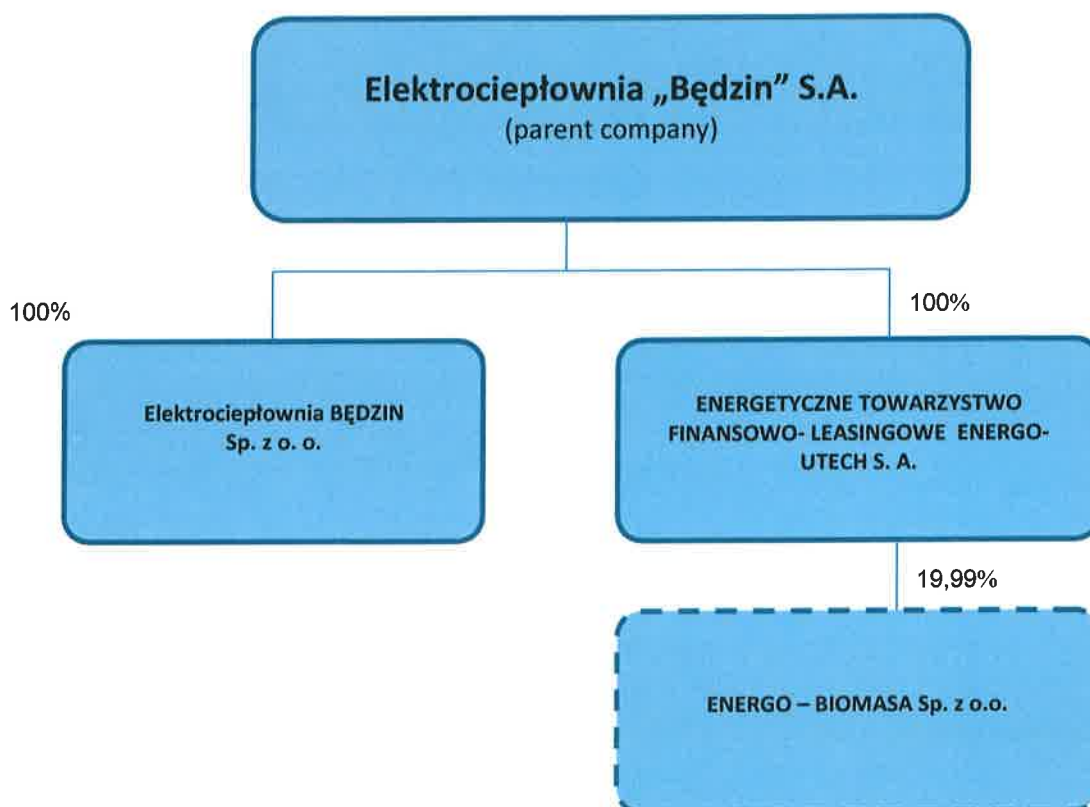 Elektrociepłownia „Będzin” S.A.
(parent company)
100%
100%
Elektrociepłownia BĘDZIN
Sp. z o. o.
ENERGETYCZNE TOWARZYSTWO
FINANSOWO- LEASINGOWE ENERGO-
UTECH S. A.
19,99%
ENERGO – BIOMASA Sp. z o.o.